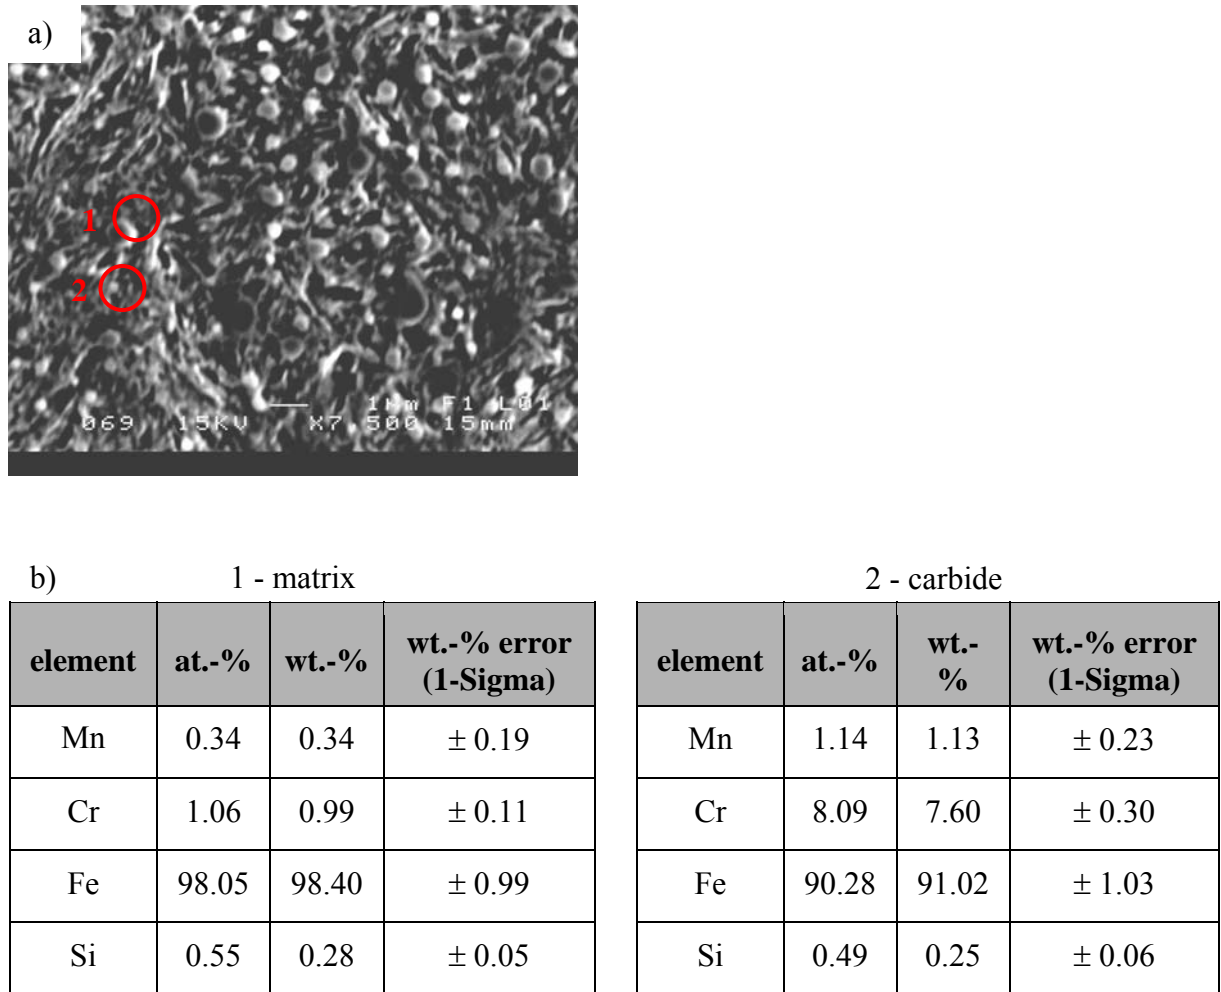 a)
1
2
1µm F1 L01
069 15KV X7,500 15mm
b) 1 - matrix 2 - carbide
element at.-% wt.-% wt.-% error (1-Sigma)
Mn 0.34 0.34 ± 0.19
Cr 1.06 0.99 ± 0.11
Fe 98.05 98.40 ± 0.99
Si 0.55 0.28 ± 0.05
element at.-% wt.-% wt.-% error (1-Sigma)
Mn 1.14 1.13 ± 0.23
Cr 8.09 7.60 ± 0.30
Fe 90.28 91.02 ± 1.03
Si 0.49 0.25 ± 0.06